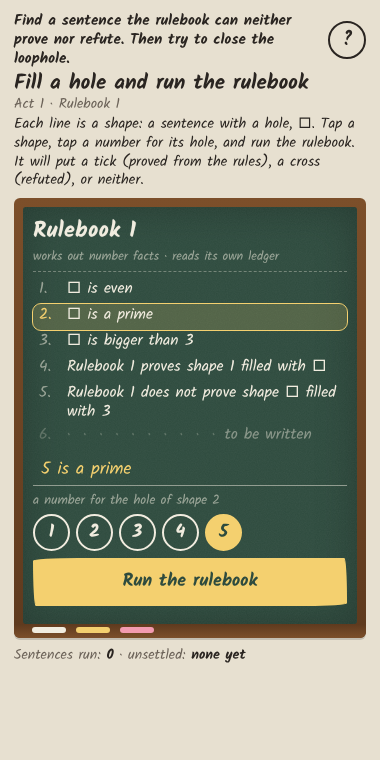 Find a sentence the rulebook can neither
prove nor refute. Then try to close the
loophole.
?
Fill a hole and run the rulebook
Act 1 · Rulebook 1
Each line is a shape: a sentence with a hole, □. Tap a
shape, tap a number for its hole, and run the rulebook.
It will put a tick (proved from the rules), a cross
(refuted), or neither.
Rulebook 1
works out number facts · reads its own ledger
1. □ is even
2. □ is a prime
3. □ is bigger than 3
4. Rulebook 1 proves shape 1 filled with □
5. Rulebook 1 does not prove shape □ filled
with 3
6. · · · · · · · · · · to be written
5 is a prime
a number for the hole of shape 2
1 2 3 4 5
Run the rulebook
Sentences run: 0 · unsettled: none yet